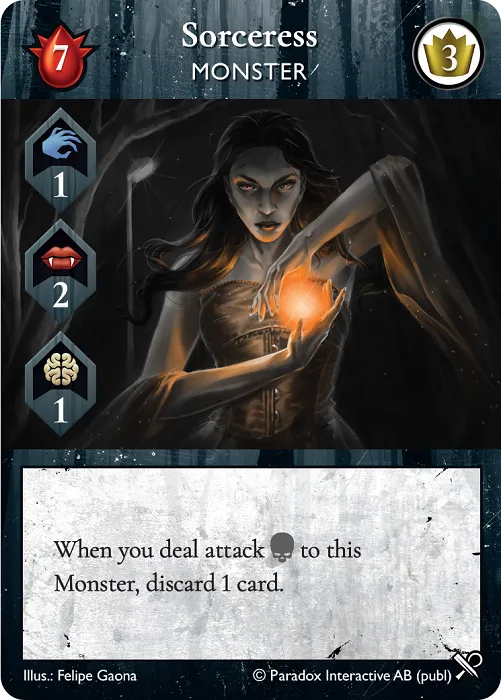 7
Sorceress
3
MONSTER
1
2
1
When you deal attack to this
Monster, discard 1 card.
Illus.: Felipe Gaona
© Paradox Interactive AB (publ)